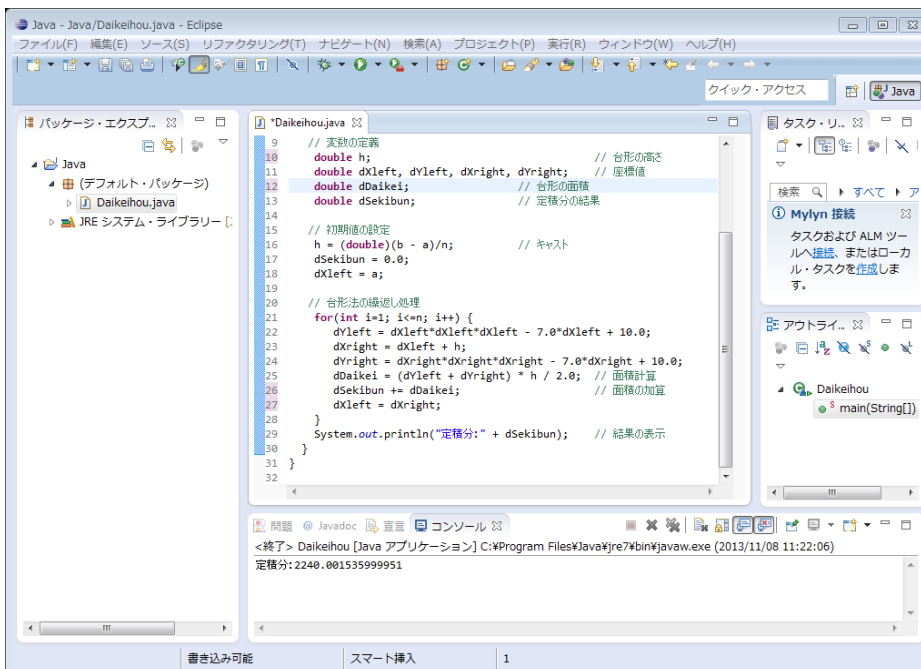 Java - Java/Daikeihou.java - Eclipse
ファイル(F) 編集(E) ソース(S) リファクタリング(T) ナビゲート(N) 検索(A) プロジェクト(P) 実行(R) ウィンドウ(W) ヘルプ(H)
クイック・アクセス
Java
パッケージ・エクスプ...
Java
(デフォルト・パッケージ)
Daikeihou.java
JRE システム・ライブラリー [
*Daikeihou.java
9 // 変数の定義
10 double h; // 台形の高さ
11 double dXleft, dYleft, dXright, dYright; // 座標値
12 double dDaikei; // 台形の面積
13 double dSekibun; // 定積分の結果
14
15 // 初期値の設定
16 h = (double)(b - a)/n; // キャスト
17 dSekibun = 0.0;
18 dXleft = a;
19
20 // 台形法の繰返し処理
21 for(int i=1; i<=n; i++) {
22 dYleft = dXleft*dXleft*dXleft - 7.0*dXleft + 10.0;
23 dXright = dXleft + h;
24 dYright = dXright*dXright*dXright - 7.0*dXright + 10.0;
25 dDaikei = (dYleft + dYright) * h / 2.0; // 面積計算
26 dSekibun += dDaikei; // 面積の加算
27 dXleft = dXright;
28 }
29 System.out.println("定積分:" + dSekibun); // 結果の表示
30 }
31 }
32
タスク・リ...
検索 すべて ア
Mylyn 接続
タスクおよび ALM ツー
ルへ接続、またはローカ
ル・タスクを作成しま
す。
アウトライ...
Daikeihou
main(String[])
問題 @ Javadoc 宣言 コンソール
<終了> Daikeihou [Java アプリケーション] C:¥Program Files¥Java¥jre7¥bin¥javaw.exe (2013/11/08 11:22:06)
定積分:2240.001535999951
書き込み可能 スマート挿入 1